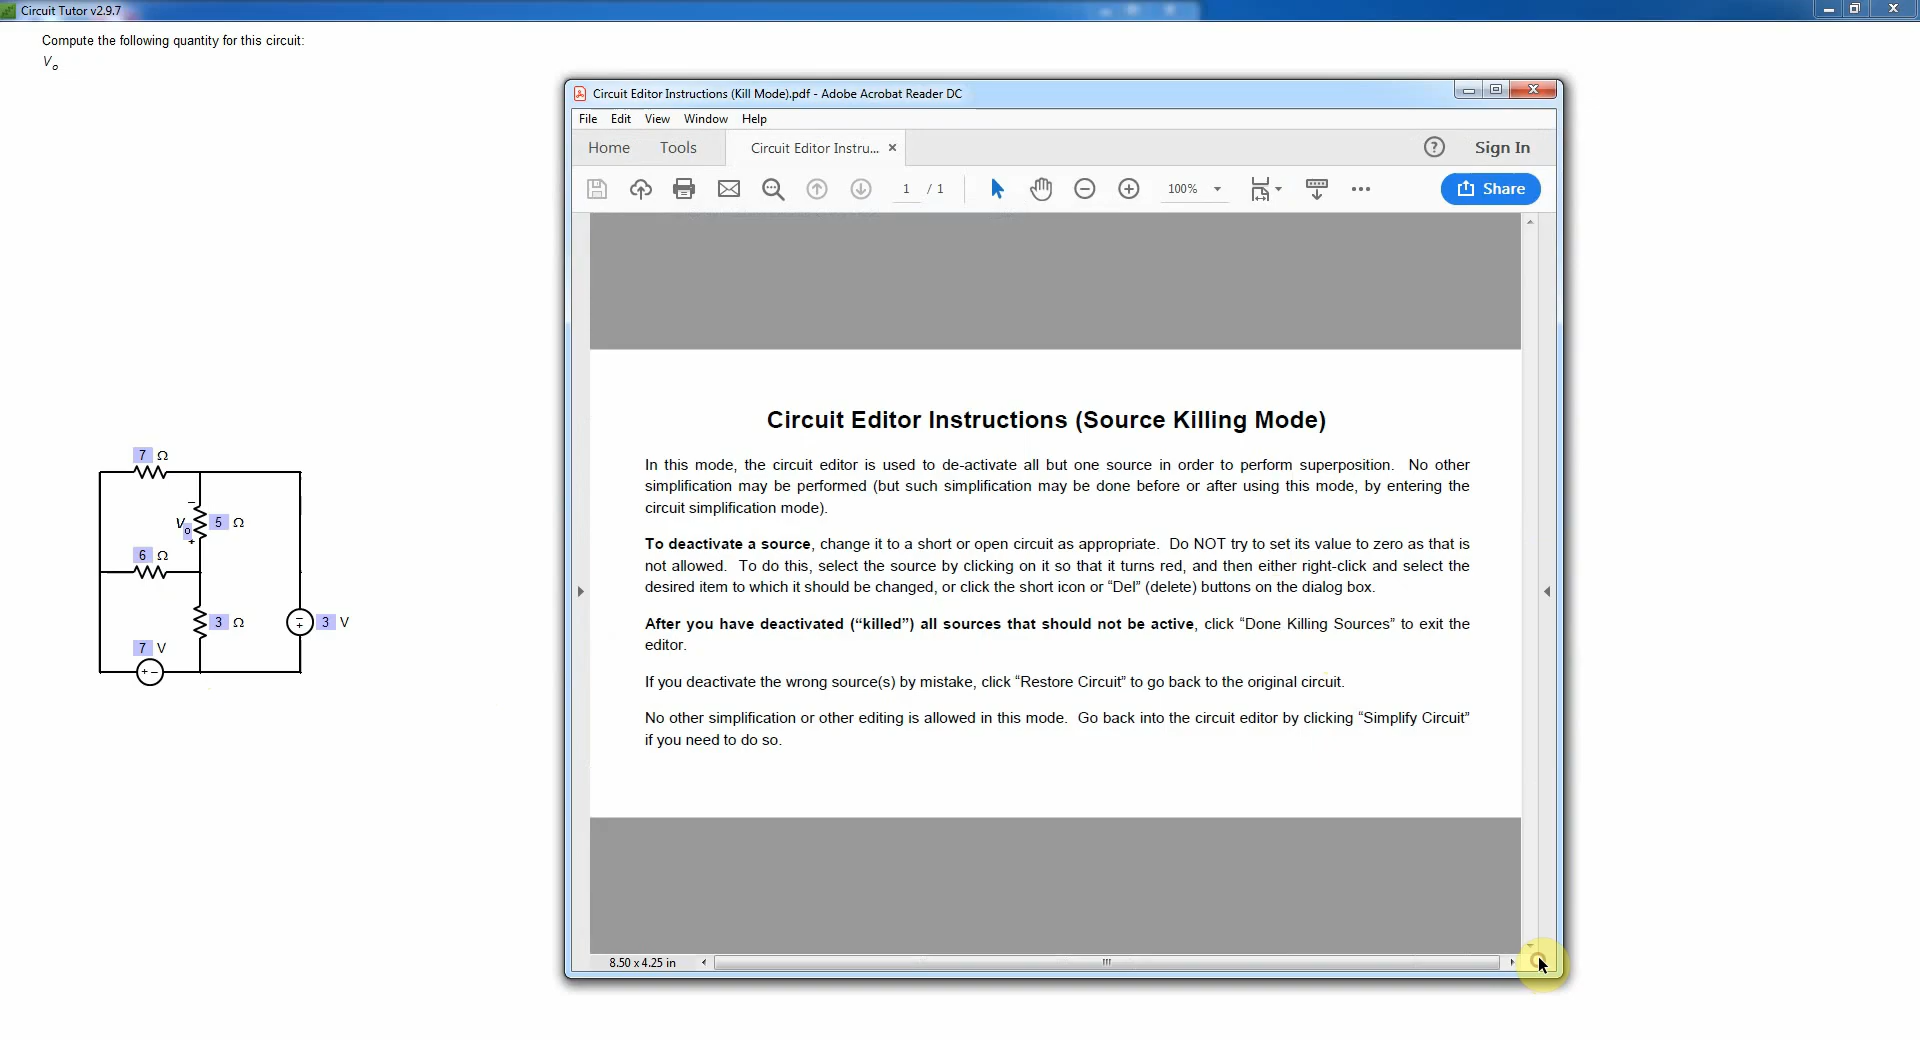 Circuit Tutor v2.9.7
Compute the following quantity for this circuit:
Vo
Circuit Editor Instructions (Kill Mode).pdf - Adobe Acrobat Reader DC
File Edit View Window Help
Home Tools Circuit Editor Instru... × Sign In
1 / 1 100% Share
Circuit Editor Instructions (Source Killing Mode)
In this mode, the circuit editor is used to de-activate all but one source in order to perform superposition. No other
simplification may be performed (but such simplification may be done before or after using this mode, by entering the
circuit simplification mode).
To deactivate a source, change it to a short or open circuit as appropriate. Do NOT try to set its value to zero as that is
not allowed. To do this, select the source by clicking on it so that it turns red, and then either right-click and select the
desired item to which it should be changed, or click the short icon or “Del” (delete) buttons on the dialog box.
After you have deactivated (“killed”) all sources that should not be active, click “Done Killing Sources” to exit the
editor.
If you deactivate the wrong source(s) by mistake, click “Restore Circuit” to go back to the original circuit.
No other simplification or other editing is allowed in this mode. Go back into the circuit editor by clicking “Simplify Circuit”
if you need to do so.
8.50 x 4.25 in
7 Ω
−
Vo 5 Ω
+
6 Ω
3 Ω
− + 3 V
7 V
+ −